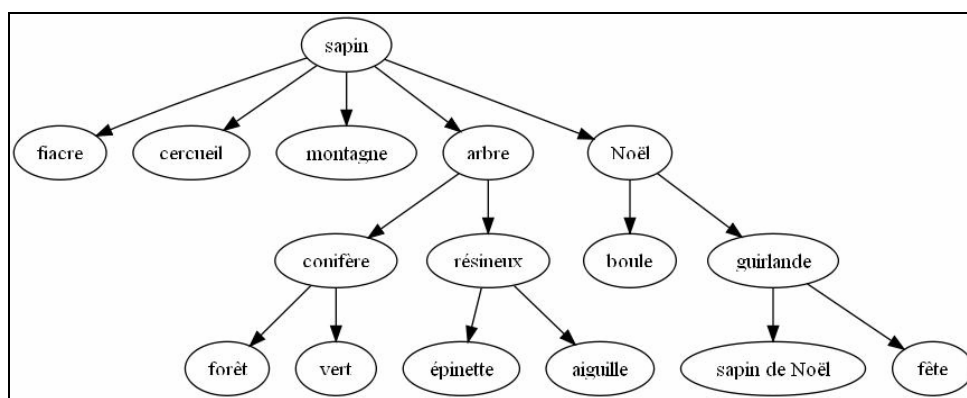 sapin
fiacre cercueil montagne arbre Noël
conifère résineux boule guirlande
forêt vert épinette aiguille sapin de Noël fête